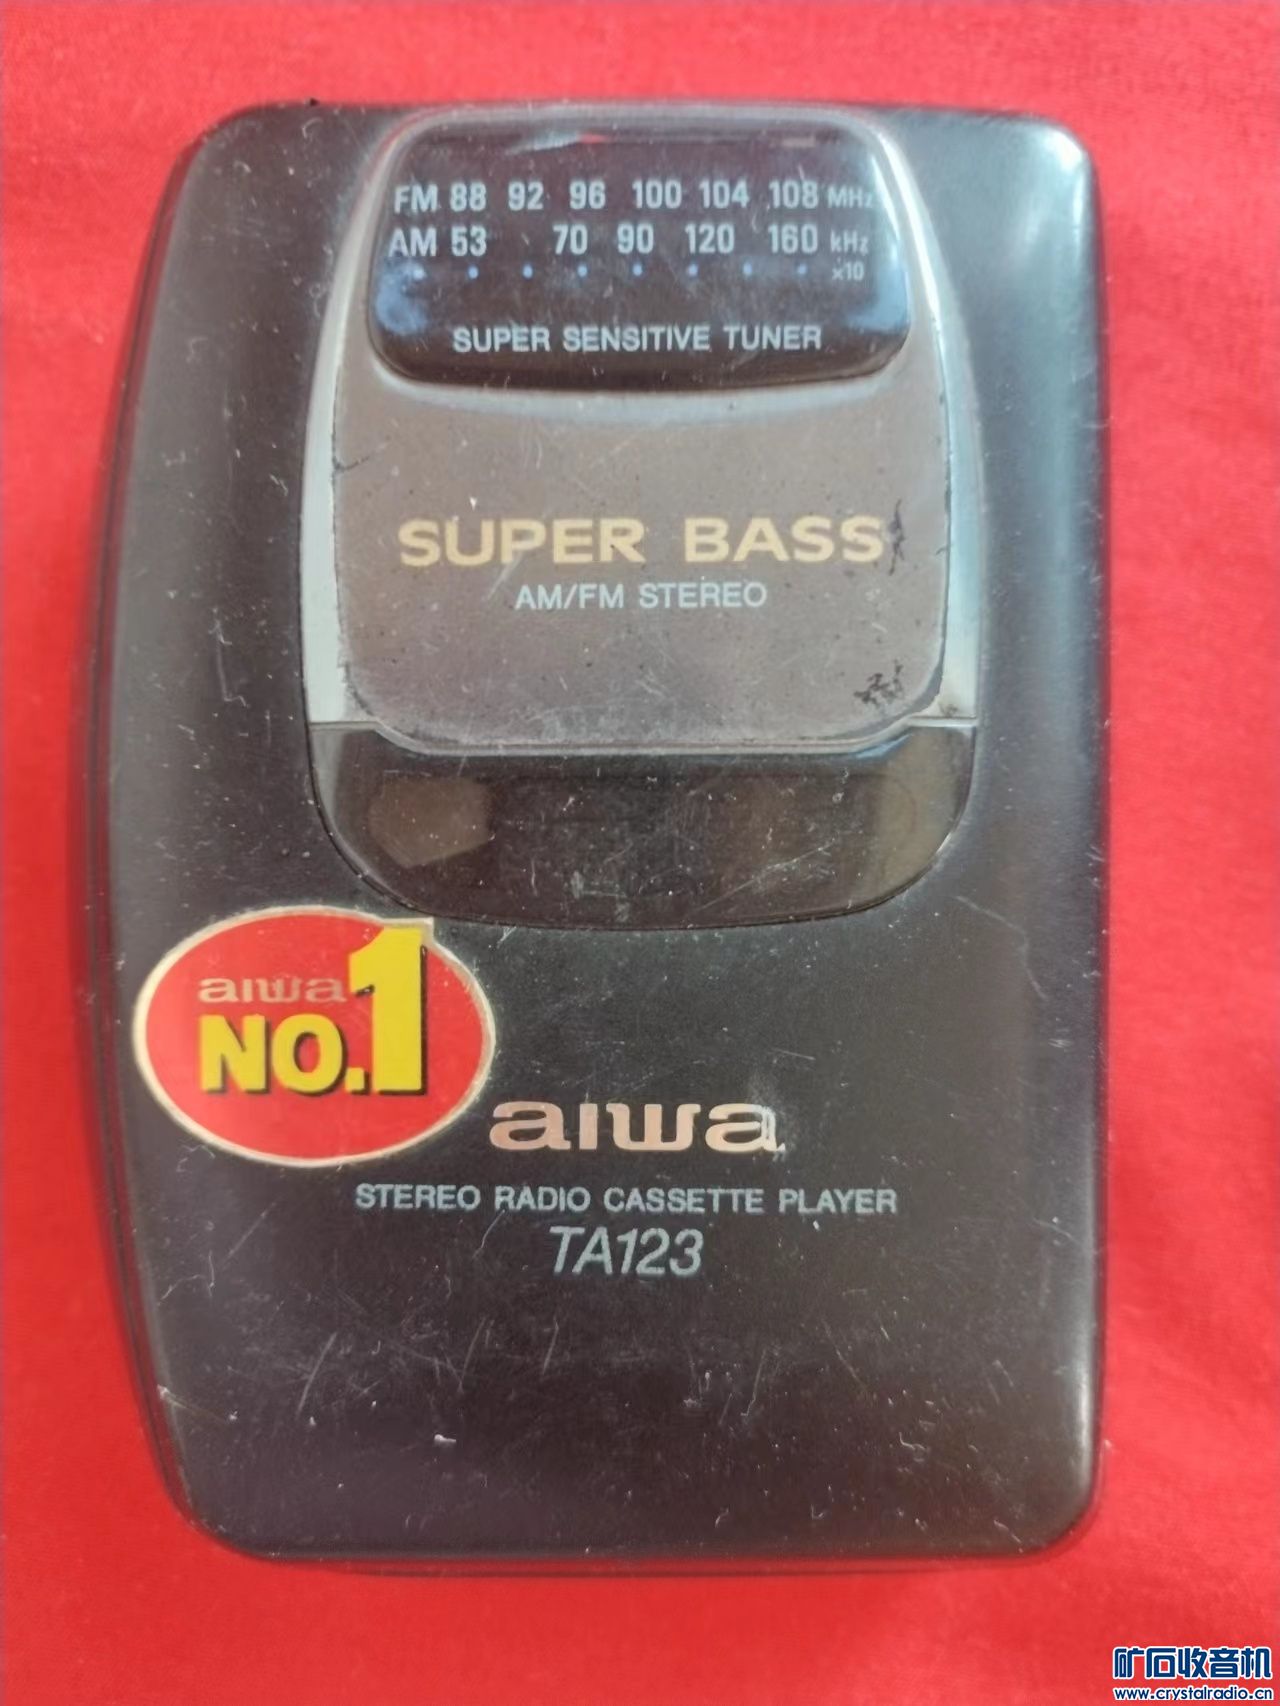 FM 88 92 96 100 104 108 MHz
AM 53 70 90 120 160 kHz
x10
SUPER SENSITIVE TUNER
SUPER BASS
AM/FM STEREO
aiwa
NO.1
aiwa
STEREO RADIO CASSETTE PLAYER
TA123
矿石收音机
www.crystalradio.cn